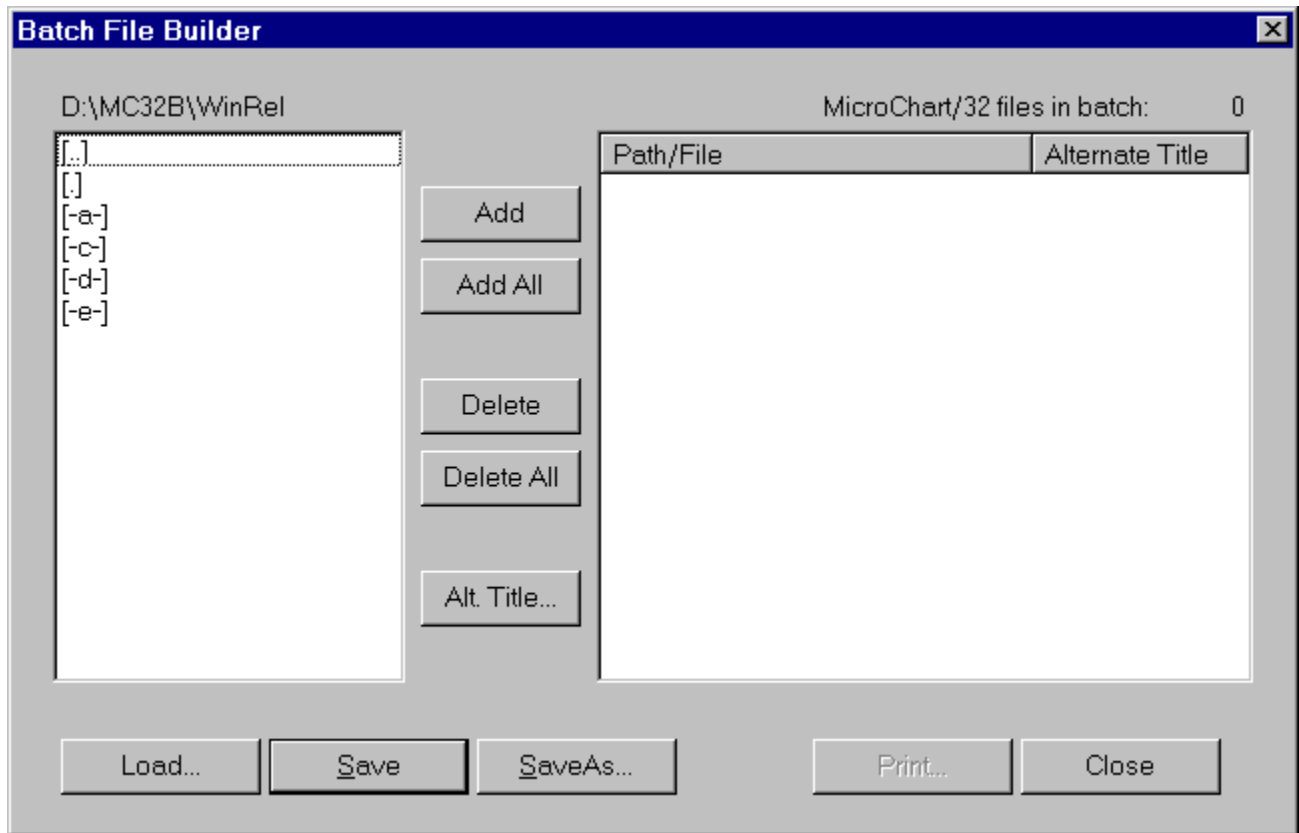 Batch File Builder
D:\MC32B\WinRel
MicroChart/32 files in batch: 0
[..]
[.]
[-a-]
[-c-]
[-d-]
[-e-]
Add
Add All
Delete
Delete All
Alt. Title...
Path/File Alternate Title
Load... Save SaveAs... Print... Close